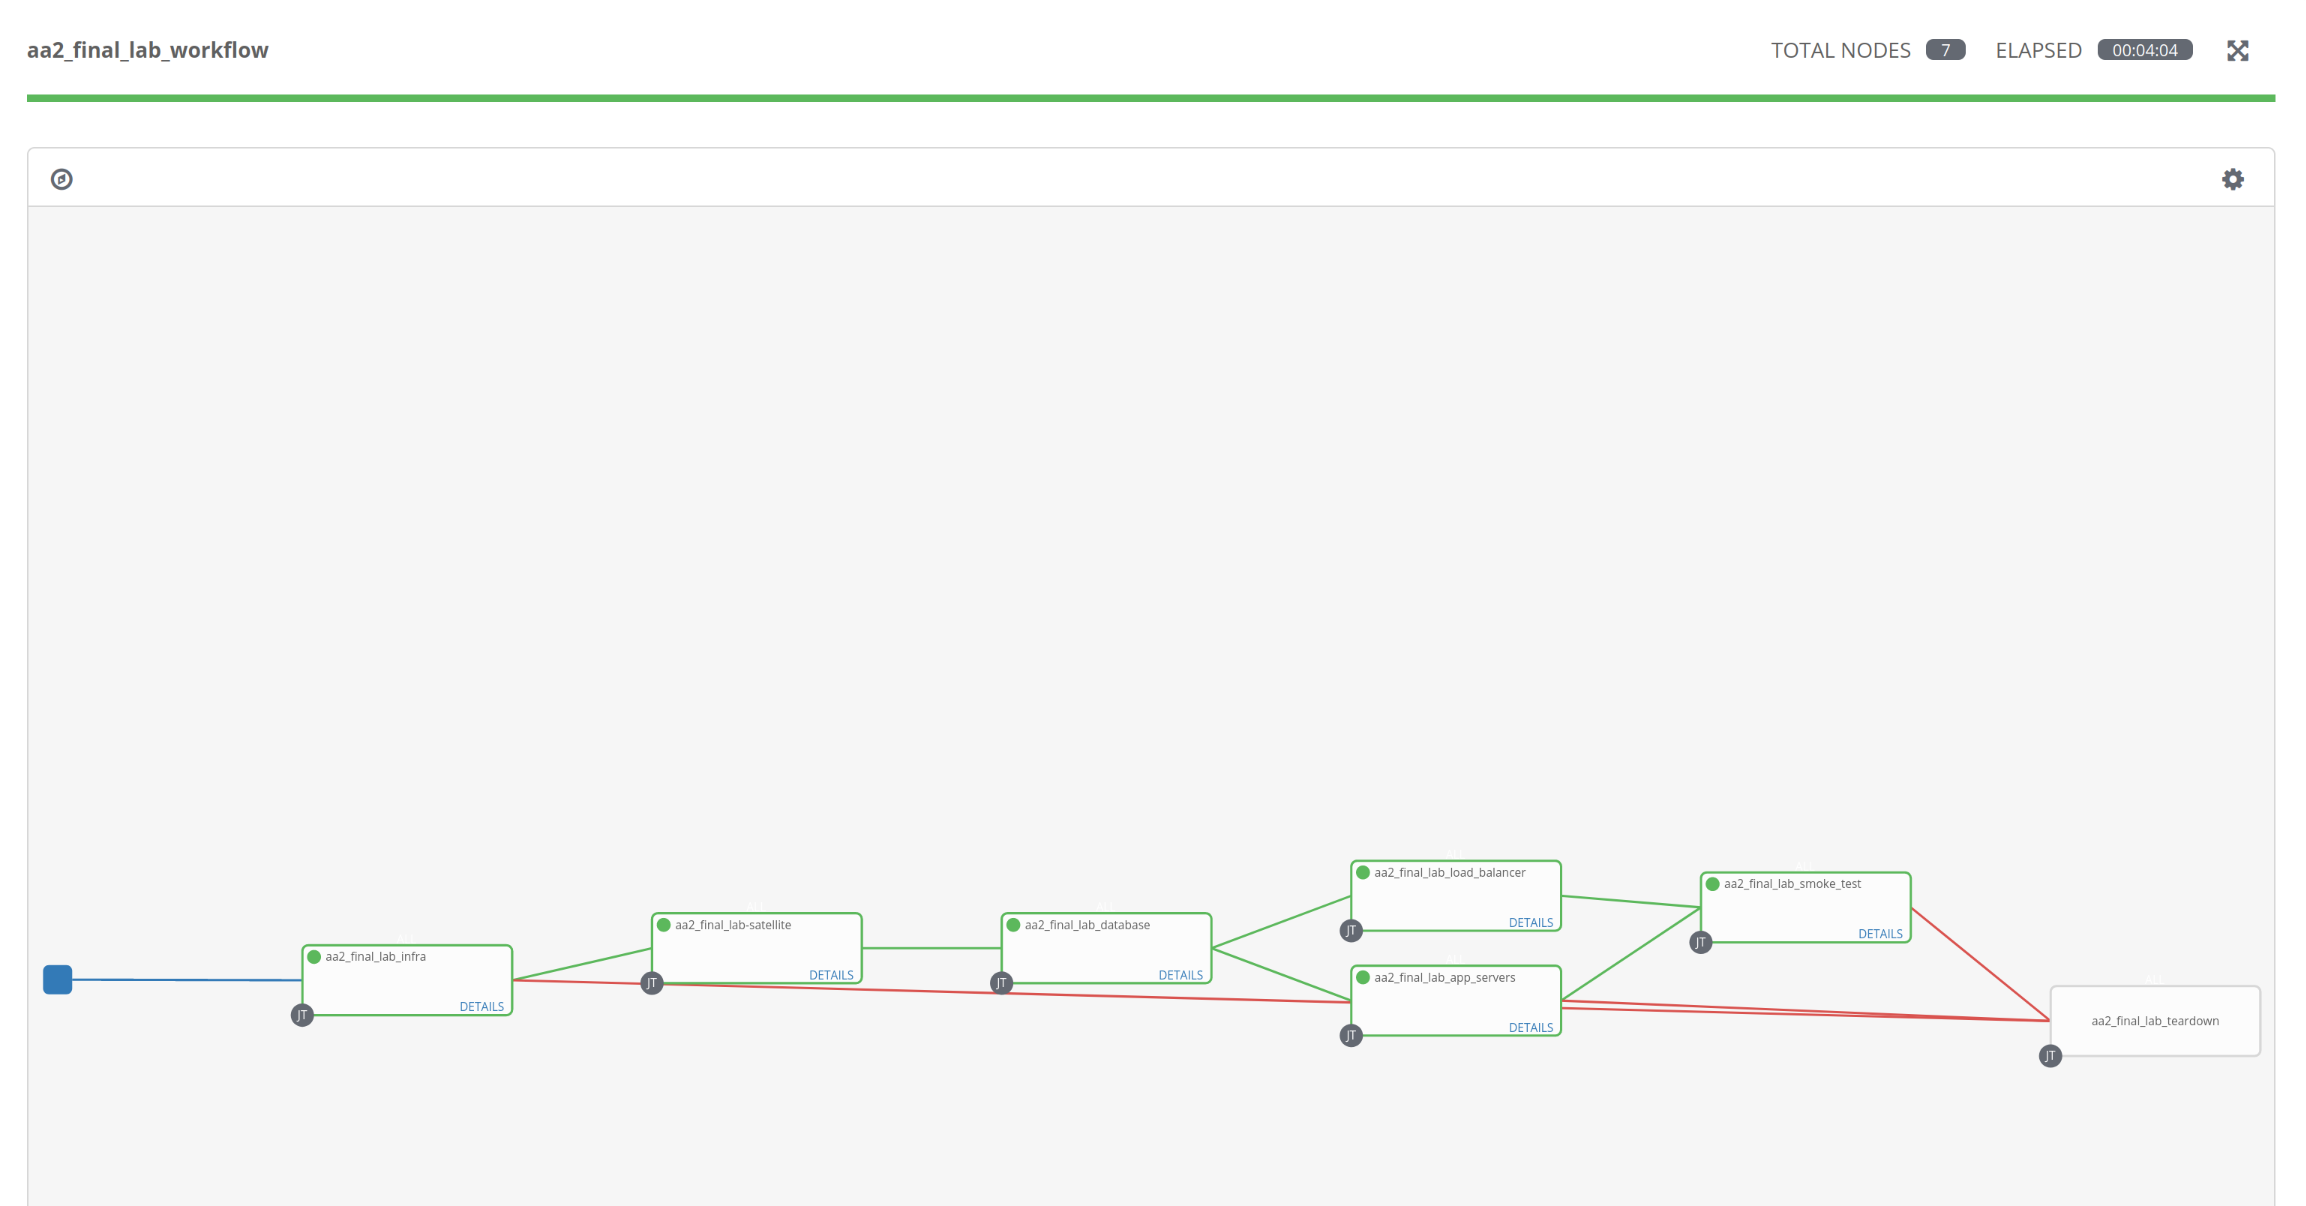 aa2_final_lab_workflow
TOTAL NODES 7 ELAPSED 00:04:04
aa2_final_lab_infra
DETAILS
JT
aa2_final_lab-satellite
DETAILS
JT
aa2_final_lab_database
DETAILS
JT
ALL
aa2_final_lab_load_balancer
DETAILS
JT
aa2_final_lab_app_servers
DETAILS
JT
aa2_final_lab_smoke_test
DETAILS
JT
aa2_final_lab_teardown
JT